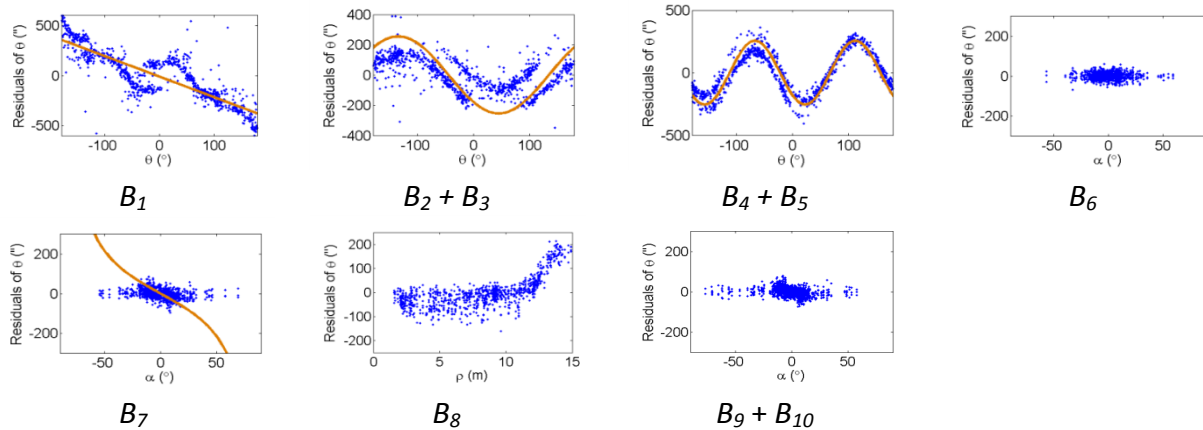 500
0
-500
Residuals of θ (")
-100 0 100
θ (°)
B1
400
200
0
200
400
Residuals of θ (")
-100 0 100
θ (°)
B2 + B3
500
0
-500
Residuals of θ (")
-100 0 100
θ (°)
B4 + B5
200
0
-200
Residuals of θ (")
-50 0 50
α (°)
B6
200
0
-200
Residuals of θ (")
-50 0 50
α (°)
B7
200
100
0
-100
-200
Residuals of θ (")
0 5 10 15
ρ (m)
B8
200
0
-200
Residuals of θ (")
-50 0 50
α (°)
B9 + B10